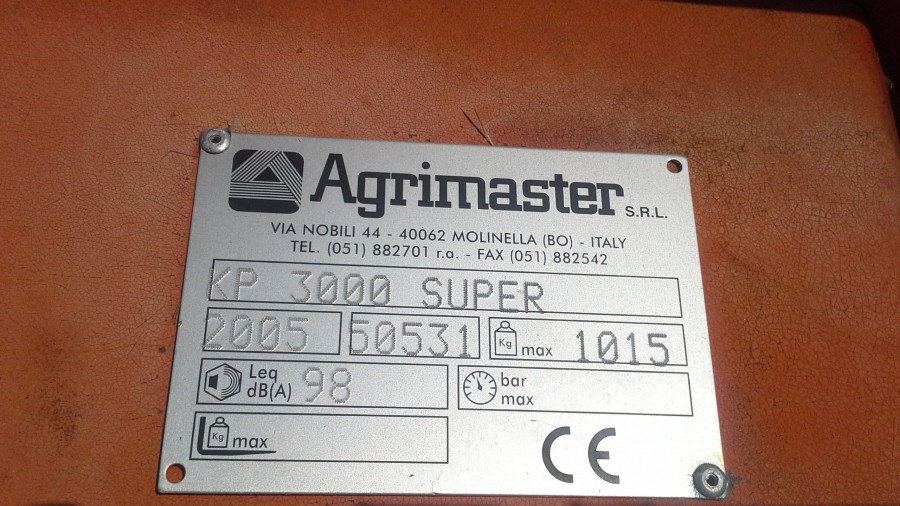 Agrimaster S.R.L.
VIA NOBILI 44 - 40062 MOLINELLA (BO) - ITALY
TEL. (051) 882701 r.a. - FAX (051) 882542
KP 3000 SUPER
2005 60531 Kg max 1015
Leq dB(A) 98 bar max
Kg max
CE